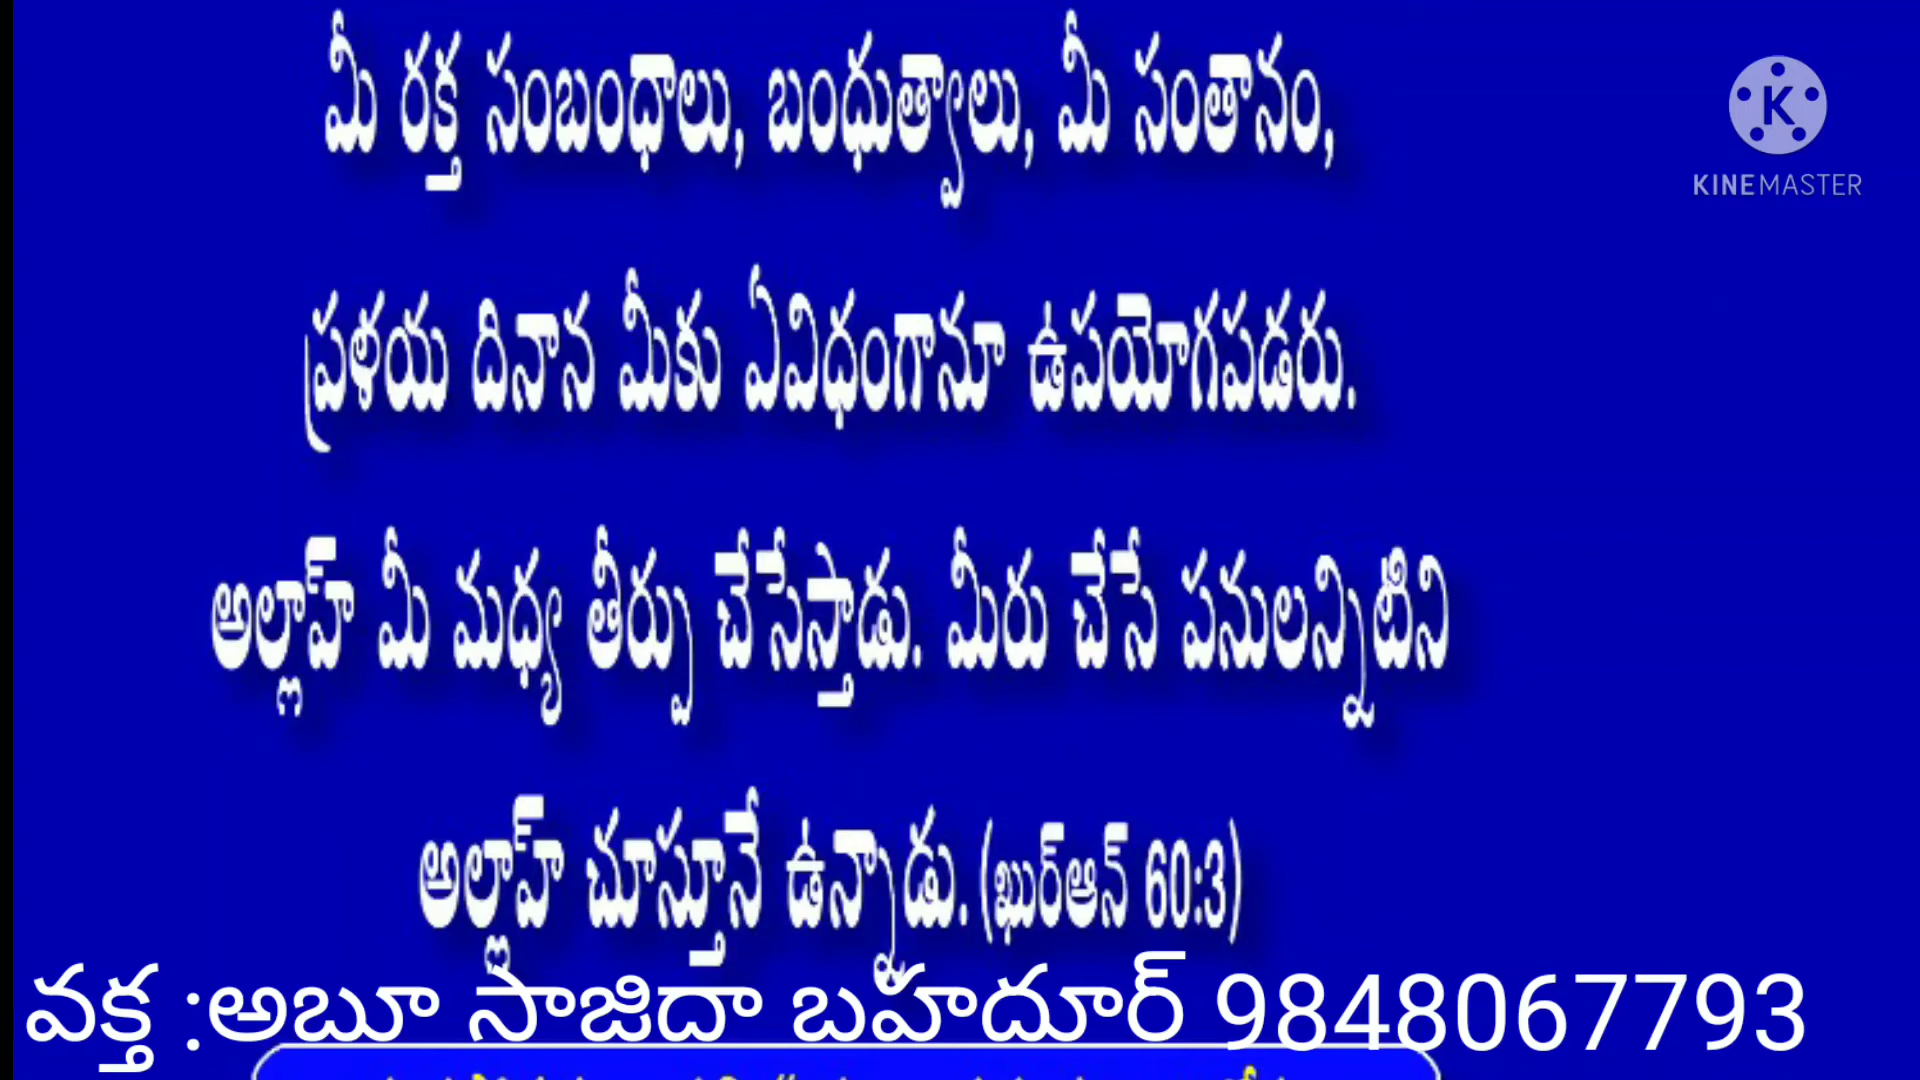 మీ రక్త సంబంధాలు, బంధుత్వాలు, మీ సంతానం,
KINEMASTER
ప్రళయ దినాన మీకు ఏవిధంగానూ ఉపయోగపడరు.
అల్లాహ్ మీ మధ్య తీర్పు చేసేస్తాడు. మీరు చేసే పనులన్నిటిని
అల్లాహ్ చూస్తూనే ఉన్నాడు. (ఖుర్ఆన్ 60:3)
వక్త :అబూ సాజిదా బహదూర్ 9848067793